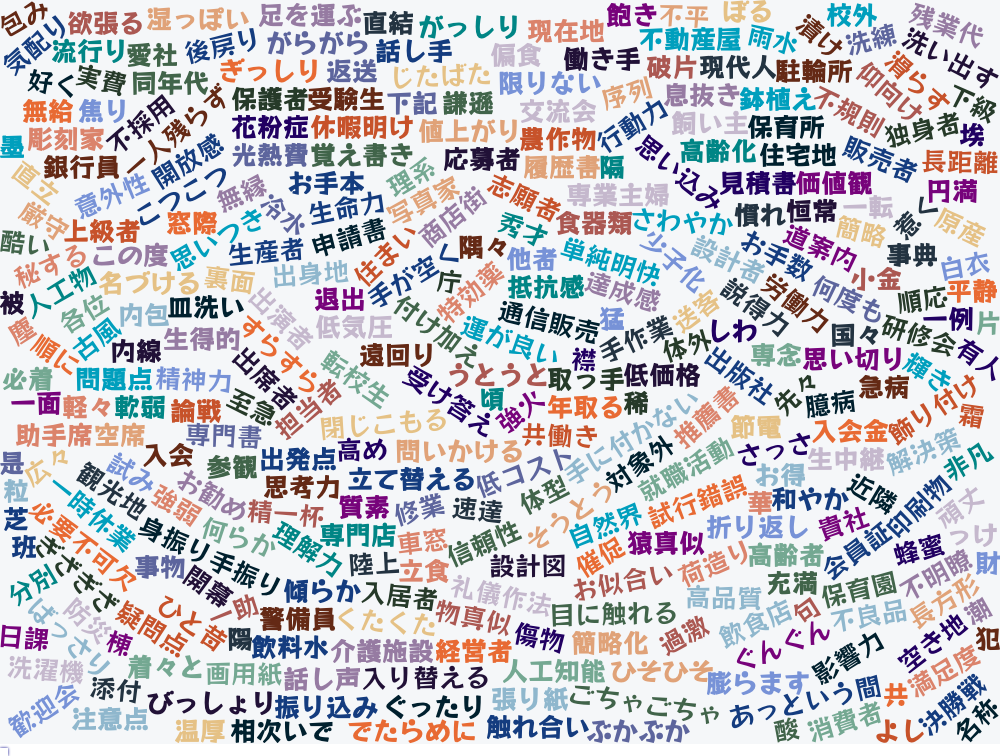 包み
欲張る
湿っぽい
足を運ぶ
直結
がっしり
現在地
飽き
不平
ぼる
漬け
校外
洗練
残業代
洗い出す
気配り
流行り
愛社
後戻り
がらがら
話し手
偏食
働き手
不動産屋
雨水
好く
実費
同年代
ぎっしり
返送
じたばた
限りない
序列
破片
現代人
駐輪所
仰向け
滑らす
下級
無給
焦り
不採用
一人残らず
保護者
受験生
下記
謙遜
交流会
行動力
息抜き
鉢植え
不規則
独身者
埃
墨
彫刻家
花粉症
休暇明け
値上がり
農作物
飼い主
保育所
銀行員
開放感
光熱費
覚え書き
応募者
履歴書
隔
思い込み
高齢化
住宅地
販売者
長距離
直立
意外性
こつこつ
無縁
お手本
理系
志願者
専業主婦
見積書
価値観
円満
厳守
上級者
窓際
思いつき
冷水
生命力
写真家
商店街
秀才
食器類
さわやか
慣れ
恒常
一転
志し
原産
酷い
秘する
この度
生産者
申請書
住まい
手が空く
隅々
他者
単純明快
少子化
設計者
お手数
道案内
簡略
事典
白衣
人工物
名づける
裏面
出身地
庁
特効薬
抵抗感
達成感
送客
説得力
労働力
何度も
小金
順応
平静
被
各位
内包
皿洗い
出演者
退出
低気圧
付け加え
通信販売
猛
手作業
しわ
国々
研修会
一例
片
塵
順に
古風
内線
生得的
すらすら
運が良い
襟
体外
専念
思い切り
輝き
有人
必着
問題点
精神力
出席者
転校生
遠回り
受け答え
うとうと
取っ手
低価格
出版社
先々
臆病
急病
飾り付け
一面
軽々
軟弱
論戦
至急
担当者
閉じこもる
頃
強火
年取る
稀
推薦書
節電
入会金
霜
助手席
空席
専門書
高め
問いかける
共働き
手に付かない
さっさ
生中継
解決策
是
広々
試み
入会
参観
出発点
立て替える
低コスト
対象外
就職活動
お得
非凡
粒
観光地
お勧め
思考力
質素
修業
速達
体型
そうとう
試行錯誤
華
和やか
近隣
芝
一時休業
強弱
精一杯
専門店
車窓
信頼性
自然界
折り返し
貴社
会員証
印刷物
頑丈
班
必要不可欠
身振り手振り
何らか
理解力
陸上
立食
設計図
催促
猿真似
荷造り
高齢者
蜂蜜
っけ
財
分別
ぎざぎざ
事物
開幕
傾らか
入居者
礼儀作法
お似合い
高品質
充満
保育園
不明瞭
長方形
ばっさり
防災
疑問点
ひと苗
助
警備員
くたくた
物真似
目に触れる
飲食店
句
不良品
潮
日課
棟
陽
飲料水
介護施設
経営者
傷物
簡略化
過激
ぐんぐん
影響力
空き地
犯
洗濯機
着々と
画用紙
話し声
入り替える
人工知能
ひそひそ
膨らます
満足度
歓迎会
添付
びっしょり
振り込み
ぐったり
張り紙
ごちゃごちゃ
あっという間
共
決勝戦
注意点
温厚
相次いで
でたらめに
触れ合い
ぶかぶか
酸
消費者
よし
名称